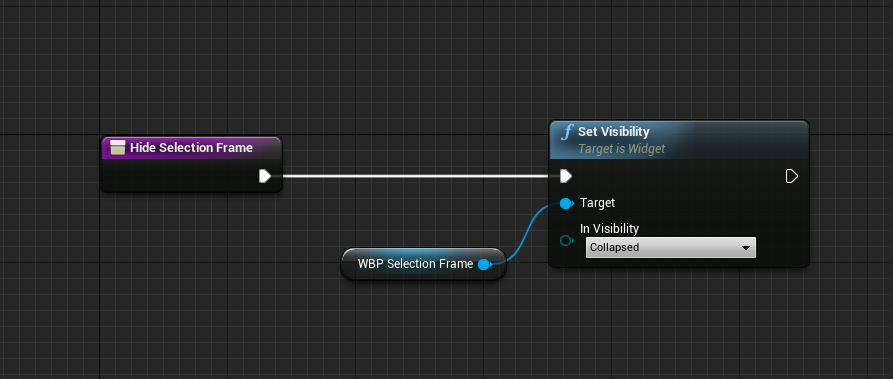 Hide Selection Frame
f Set Visibility
Target is Widget
Target
In Visibility
Collapsed
WBP Selection Frame